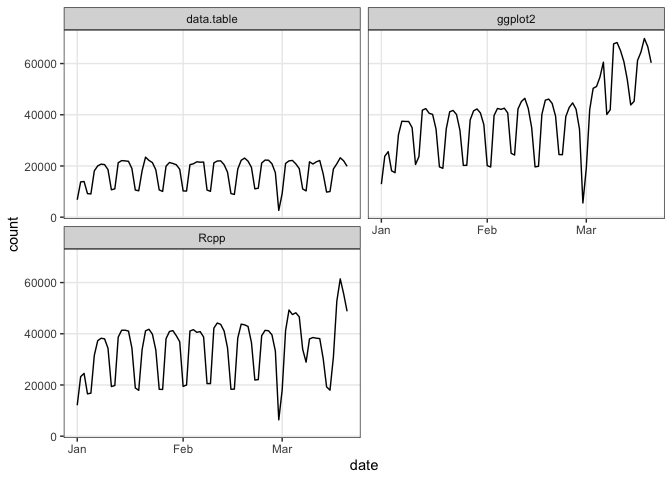 data.table
ggplot2
60000
40000
20000
0
Jan Feb Mar
Rcpp
60000
40000
20000
0
Jan Feb Mar
count
date